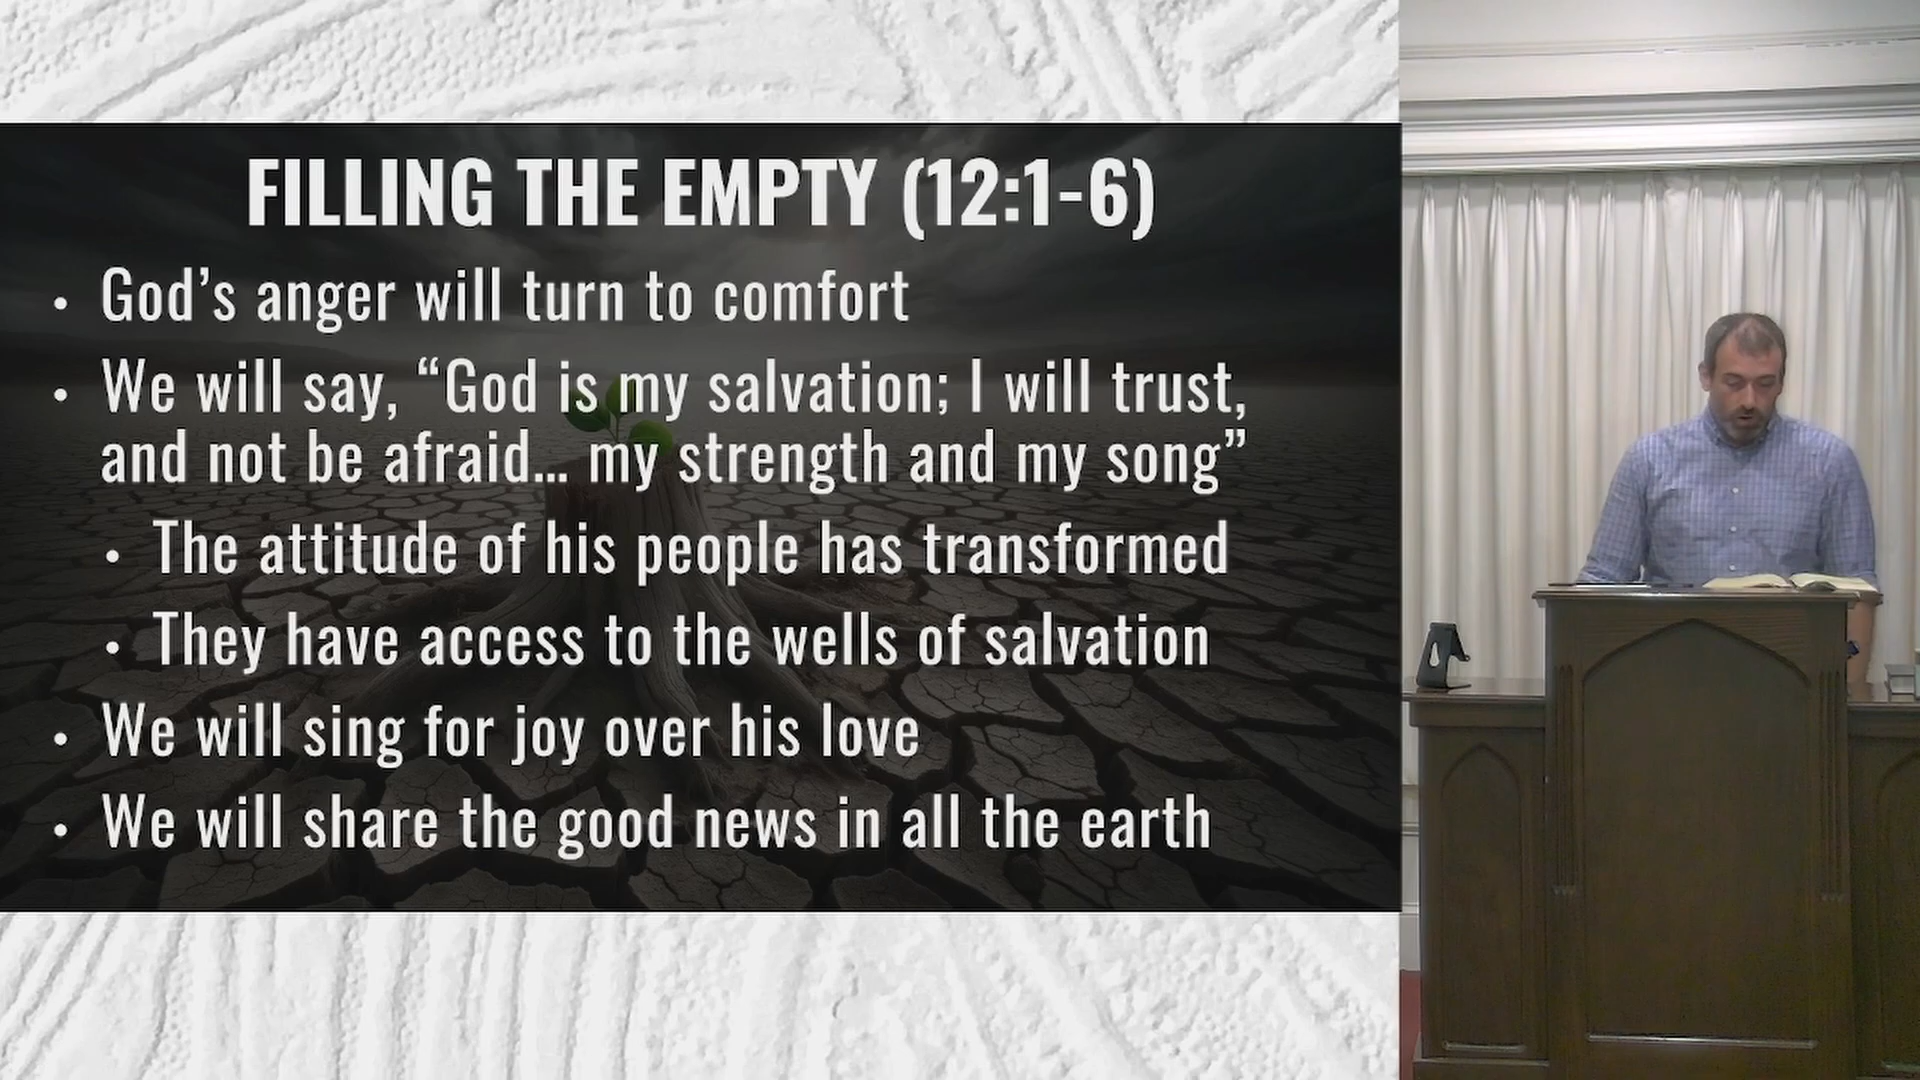 FILLING THE EMPTY (12:1-6)
• God’s anger will turn to comfort
• We will say, “God is my salvation; I will trust,
and not be afraid... my strength and my song”
• The attitude of his people has transformed
• They have access to the wells of salvation
• We will sing for joy over his love
• We will share the good news in all the earth